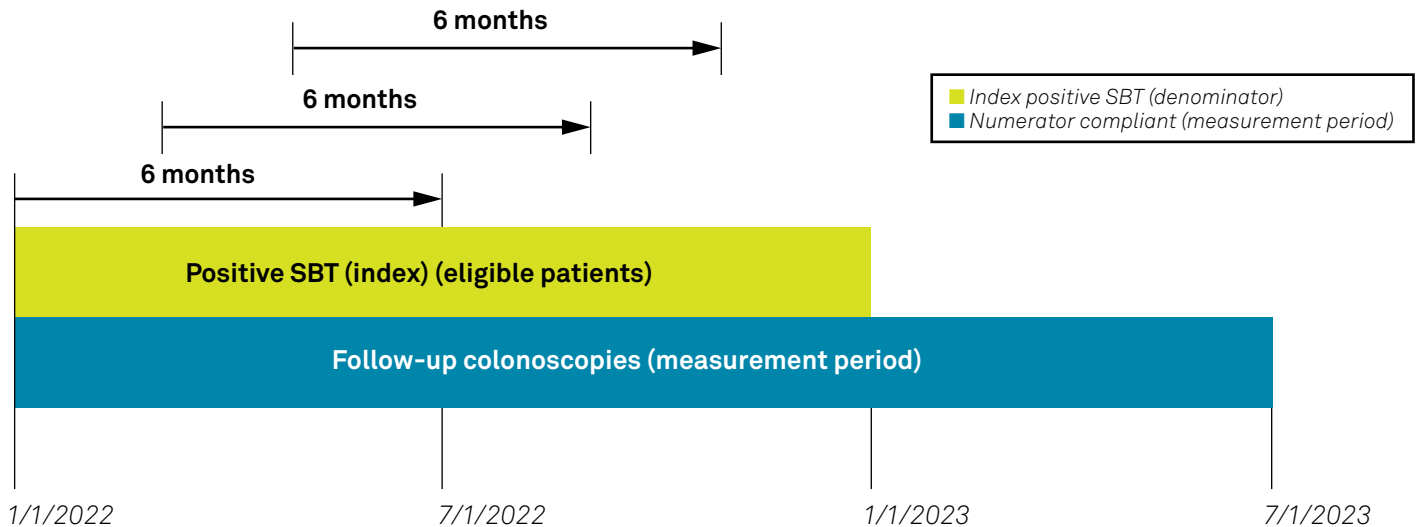 6 months
6 months
Index positive SBT (denominator)
Numerator compliant (measurement period)
6 months
Positive SBT (index) (eligible patients)
Follow-up colonoscopies (measurement period)
1/1/2022
7/1/2022
1/1/2023
7/1/2023